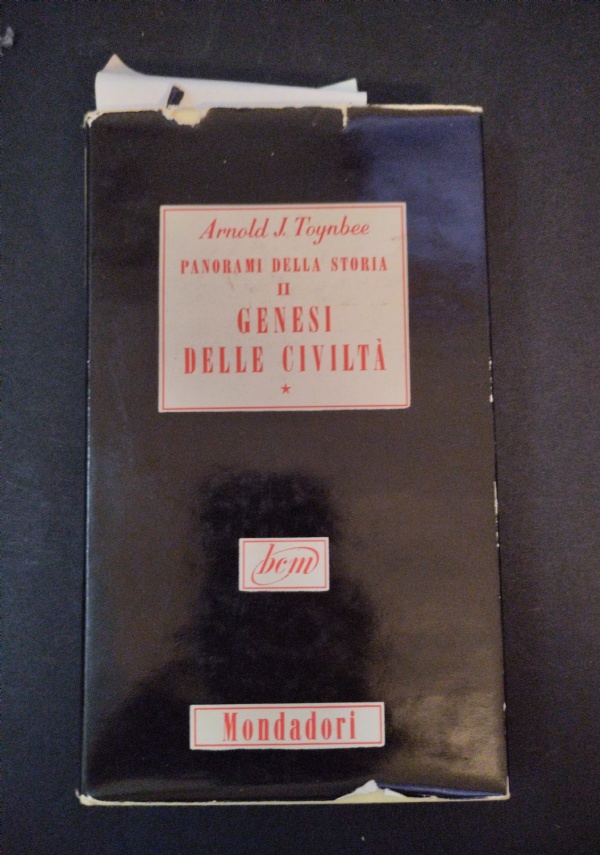 Arnold J. Toynbee
PANORAMI DELLA STORIA
II
GENESI
DELLE CIVILTÀ
★
bcm
Mondadori